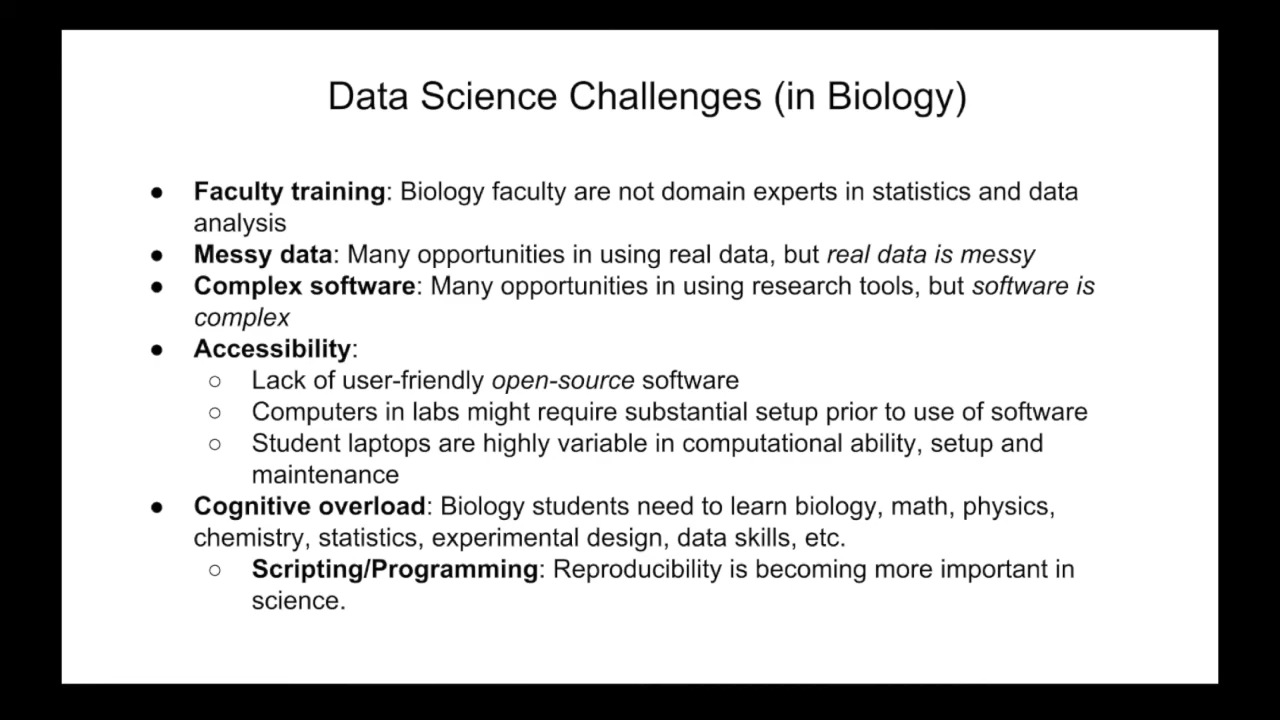 Data Science Challenges (in Biology)
● Faculty training: Biology faculty are not domain experts in statistics and data
analysis
● Messy data: Many opportunities in using real data, but real data is messy
● Complex software: Many opportunities in using research tools, but software is
complex
● Accessibility:
○ Lack of user-friendly open-source software
○ Computers in labs might require substantial setup prior to use of software
○ Student laptops are highly variable in computational ability, setup and
maintenance
● Cognitive overload: Biology students need to learn biology, math, physics,
chemistry, statistics, experimental design, data skills, etc.
○ Scripting/Programming: Reproducibility is becoming more important in
science.